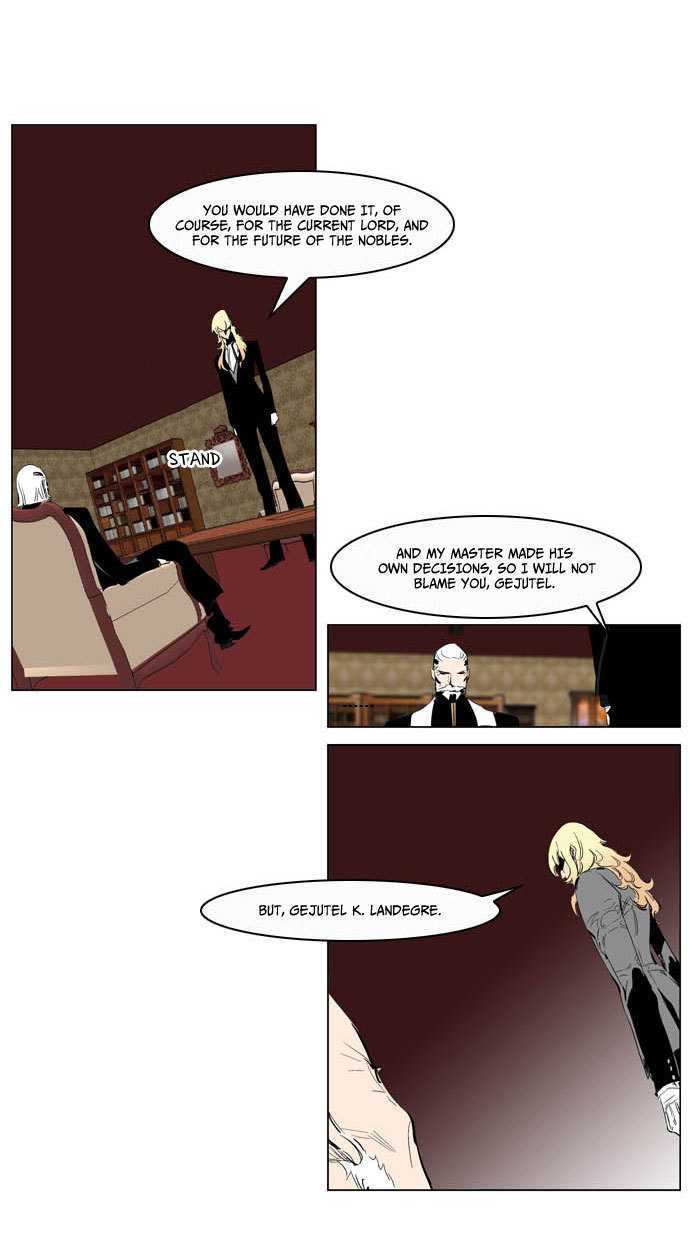 YOU WOULD HAVE DONE IT, OF
COURSE, FOR THE CURRENT LORD, AND
FOR THE FUTURE OF THE NOBLES.
STAND
AND MY MASTER MADE HIS
OWN DECISIONS, SO I WILL NOT
BLAME YOU, GEJUTEL.
BUT, GEJUTEL K. LANDEGRE.